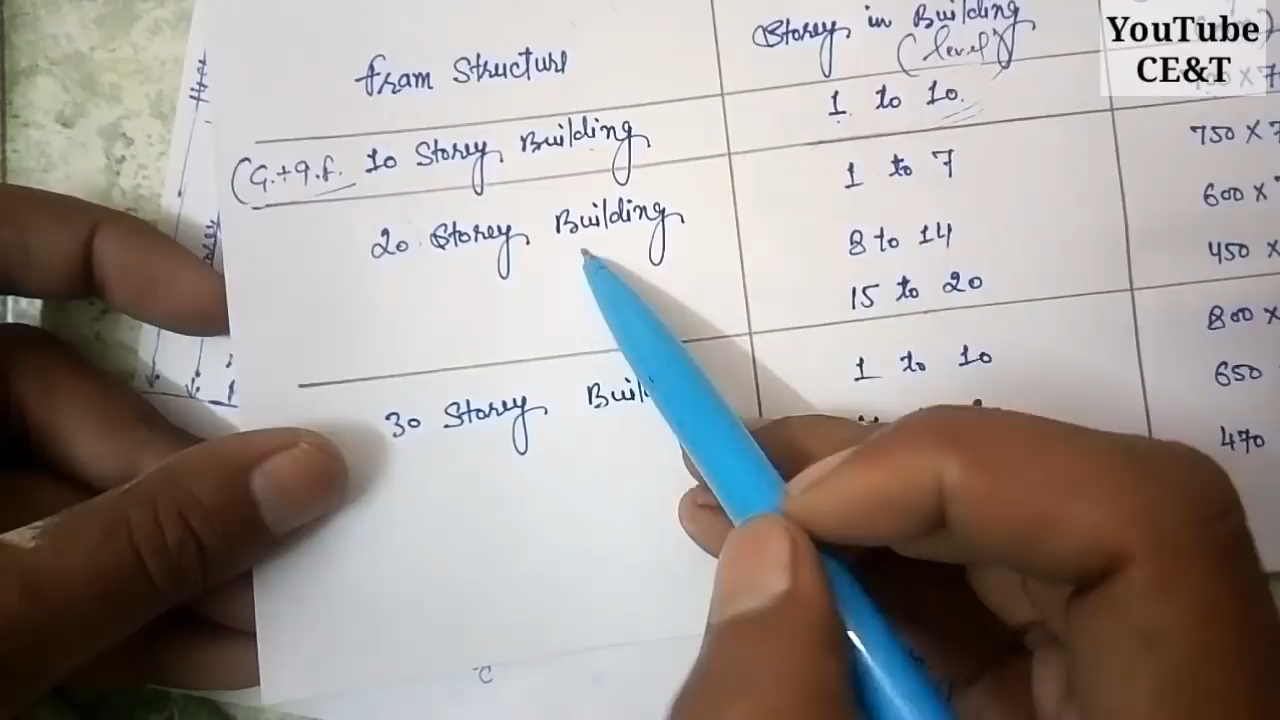 YouTube
CE&T
fram Structure
Storey in Building
(level)
(G.+9.f. 10 Storey Building
1 to 10.
20 Storey Building
1 to 7
750 X 7
8 to 14
600 X
15 to 20
450 X
30 Storey Buil
1 to 10
800 X
650
470